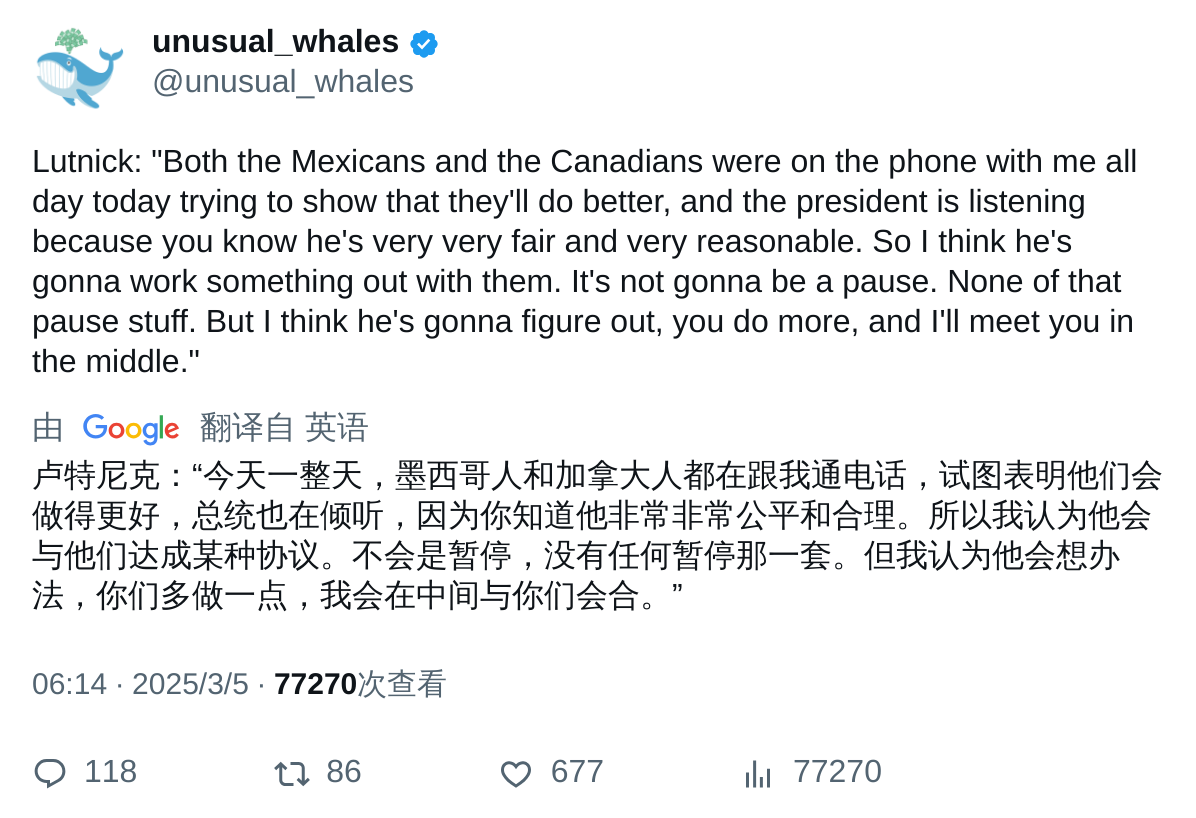 unusual_whales
@unusual_whales
Lutnick: "Both the Mexicans and the Canadians were on the phone with me all
day today trying to show that they'll do better, and the president is listening
because you know he's very very fair and very reasonable. So I think he's
gonna work something out with them. It's not gonna be a pause. None of that
pause stuff. But I think he's gonna figure out, you do more, and I'll meet you in
the middle."
由 Google 翻译自 英语
卢特尼克：“今天一整天，墨西哥人和加拿大人都在跟我通电话，试图表明他们会
做得更好，总统也在倾听，因为你知道他非常非常公平和合理。所以我认为他会
与他们达成某种协议。不会是暂停，没有任何暂停那一套。但我认为他会想办
法，你们多做一点，我会在中间与你们会合。”
06:14 · 2025/3/5 · 77270次查看
118 86 677 77270